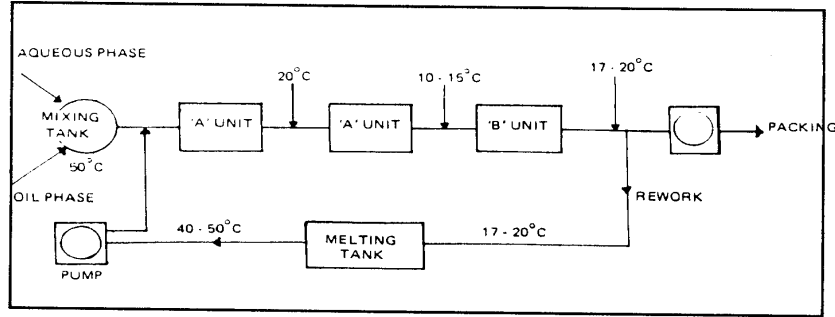 AQUEOUS PHASE
MIXING
TANK
50°C
OIL PHASE
'A' UNIT
20°C
'A' UNIT
10-15°C
'B' UNIT
17-20°C
PACKING
REWORK
17-20°C
MELTING
TANK
40-50°C
PUMP